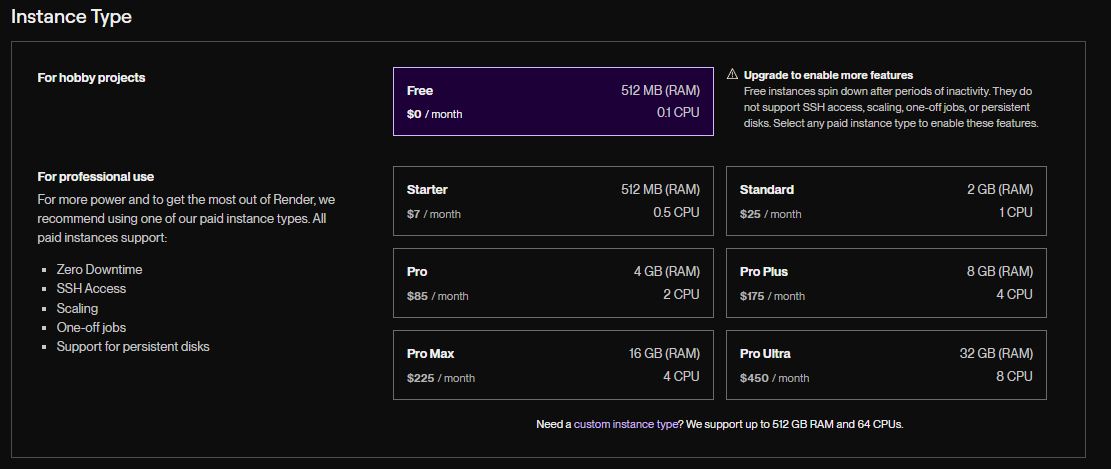 Instance Type
For hobby projects
Free 512 MB (RAM)
$0 / month 0.1 CPU
⚠ Upgrade to enable more features
Free instances spin down after periods of inactivity. They do
not support SSH access, scaling, one-off jobs, or persistent
disks. Select any paid instance type to enable these features.
For professional use
For more power and to get the most out of Render, we
recommend using one of our paid instance types. All
paid instances support:
▪ Zero Downtime
▪ SSH Access
▪ Scaling
▪ One-off jobs
▪ Support for persistent disks
Starter 512 MB (RAM)
$7 / month 0.5 CPU
Standard 2 GB (RAM)
$25 / month 1 CPU
Pro 4 GB (RAM)
$85 / month 2 CPU
Pro Plus 8 GB (RAM)
$175 / month 4 CPU
Pro Max 16 GB (RAM)
$225 / month 4 CPU
Pro Ultra 32 GB (RAM)
$450 / month 8 CPU
Need a custom instance type? We support up to 512 GB RAM and 64 CPUs.